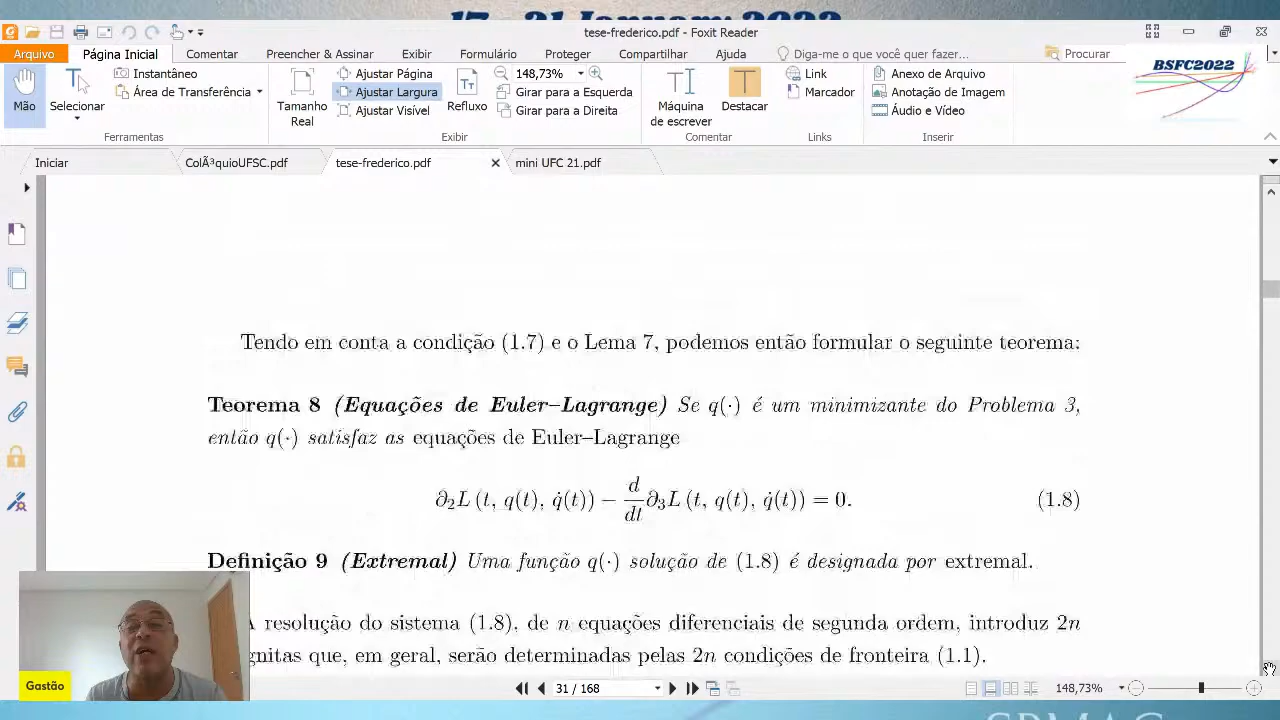 17 - 21 January 2022
tese-frederico.pdf - Foxit Reader
Arquivo Página Inicial Comentar Preencher & Assinar Exibir Formulário Proteger Compartilhar Diga-me o que você quer fazer... Procurar
BSFC2022
Mão
Selecionar
Instantâneo
Área de Transferência
Ferramentas
Tamanho Real
Ajustar Página
Ajustar Largura
Ajustar Visível
Refluxo
148,73%
Girar para a Esquerda
Girar para a Direita
Exibir
Máquina de escrever
Destacar
Comentar
Link
Marcador
Links
Anexo de Arquivo
Anotação de Imagem
Áudio e Vídeo
Inserir
Iniciar ColÃ³quioUFSC.pdf tese-frederico.pdf mini UFC 21.pdf
Tendo em conta a condição (1.7) e o Lema 7, podemos então formular o seguinte teorema:
Teorema 8 (Equações de Euler–Lagrange) Se q(·) é um minimizante do Problema 3,
então q(·) satisfaz as equações de Euler–Lagrange
∂₂L (t, q(t), q̇(t)) − d/dt ∂₃L (t, q(t), q̇(t)) = 0. (1.8)
Definição 9 (Extremal) Uma função q(·) solução de (1.8) é designada por extremal.
resolução do sistema (1.8), de n equações diferenciais de segunda ordem, introduz 2n
que, em geral, serão determinadas pelas 2n condições de fronteira (1.1).
Gastão
31 / 168
148,73%